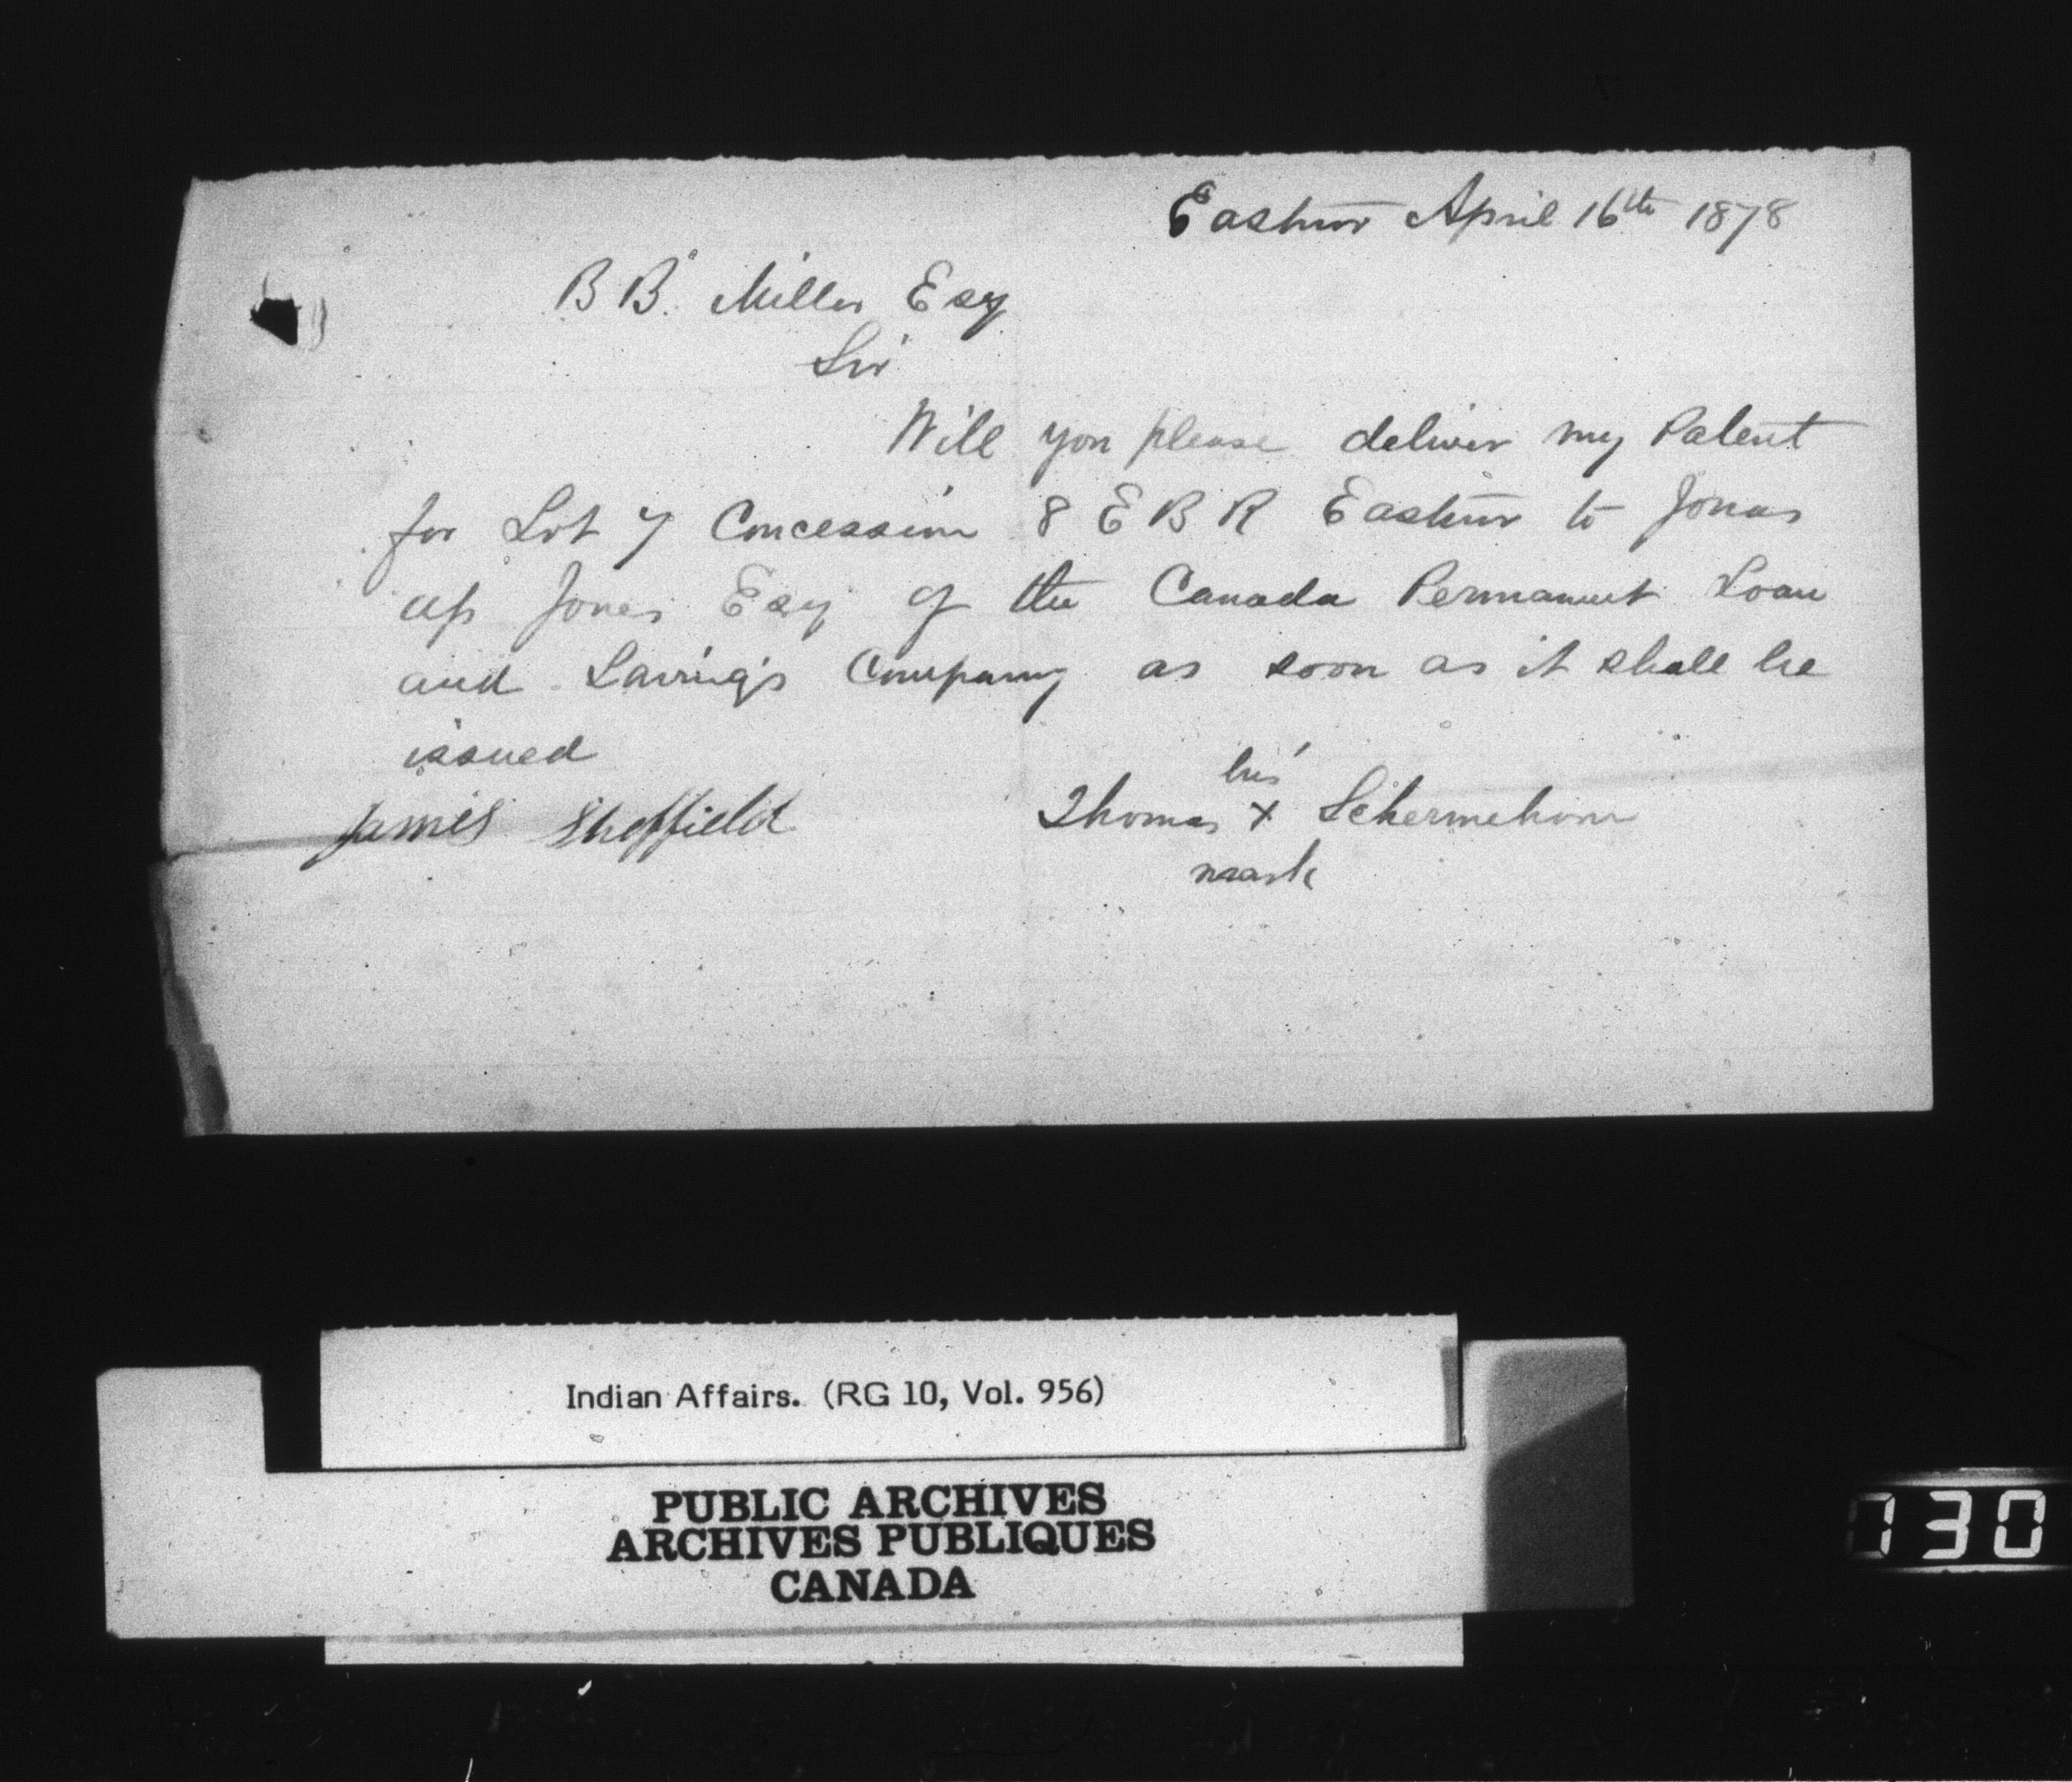 Eastnor April 16th 1878
B B. Miller Esq
Sir
Will you please deliver my Patent
for Lot 7 Concession 8 E B R Eastnor to Jonas
ap Jones Esq of the Canada Permanent Loan
and Saving's Company as soon as it shall be
issued
his
James Sheffield Thomas X Schermehorn
mark
Indian Affairs. (RG 10, Vol. 956)
PUBLIC ARCHIVES
ARCHIVES PUBLIQUES
CANADA
730